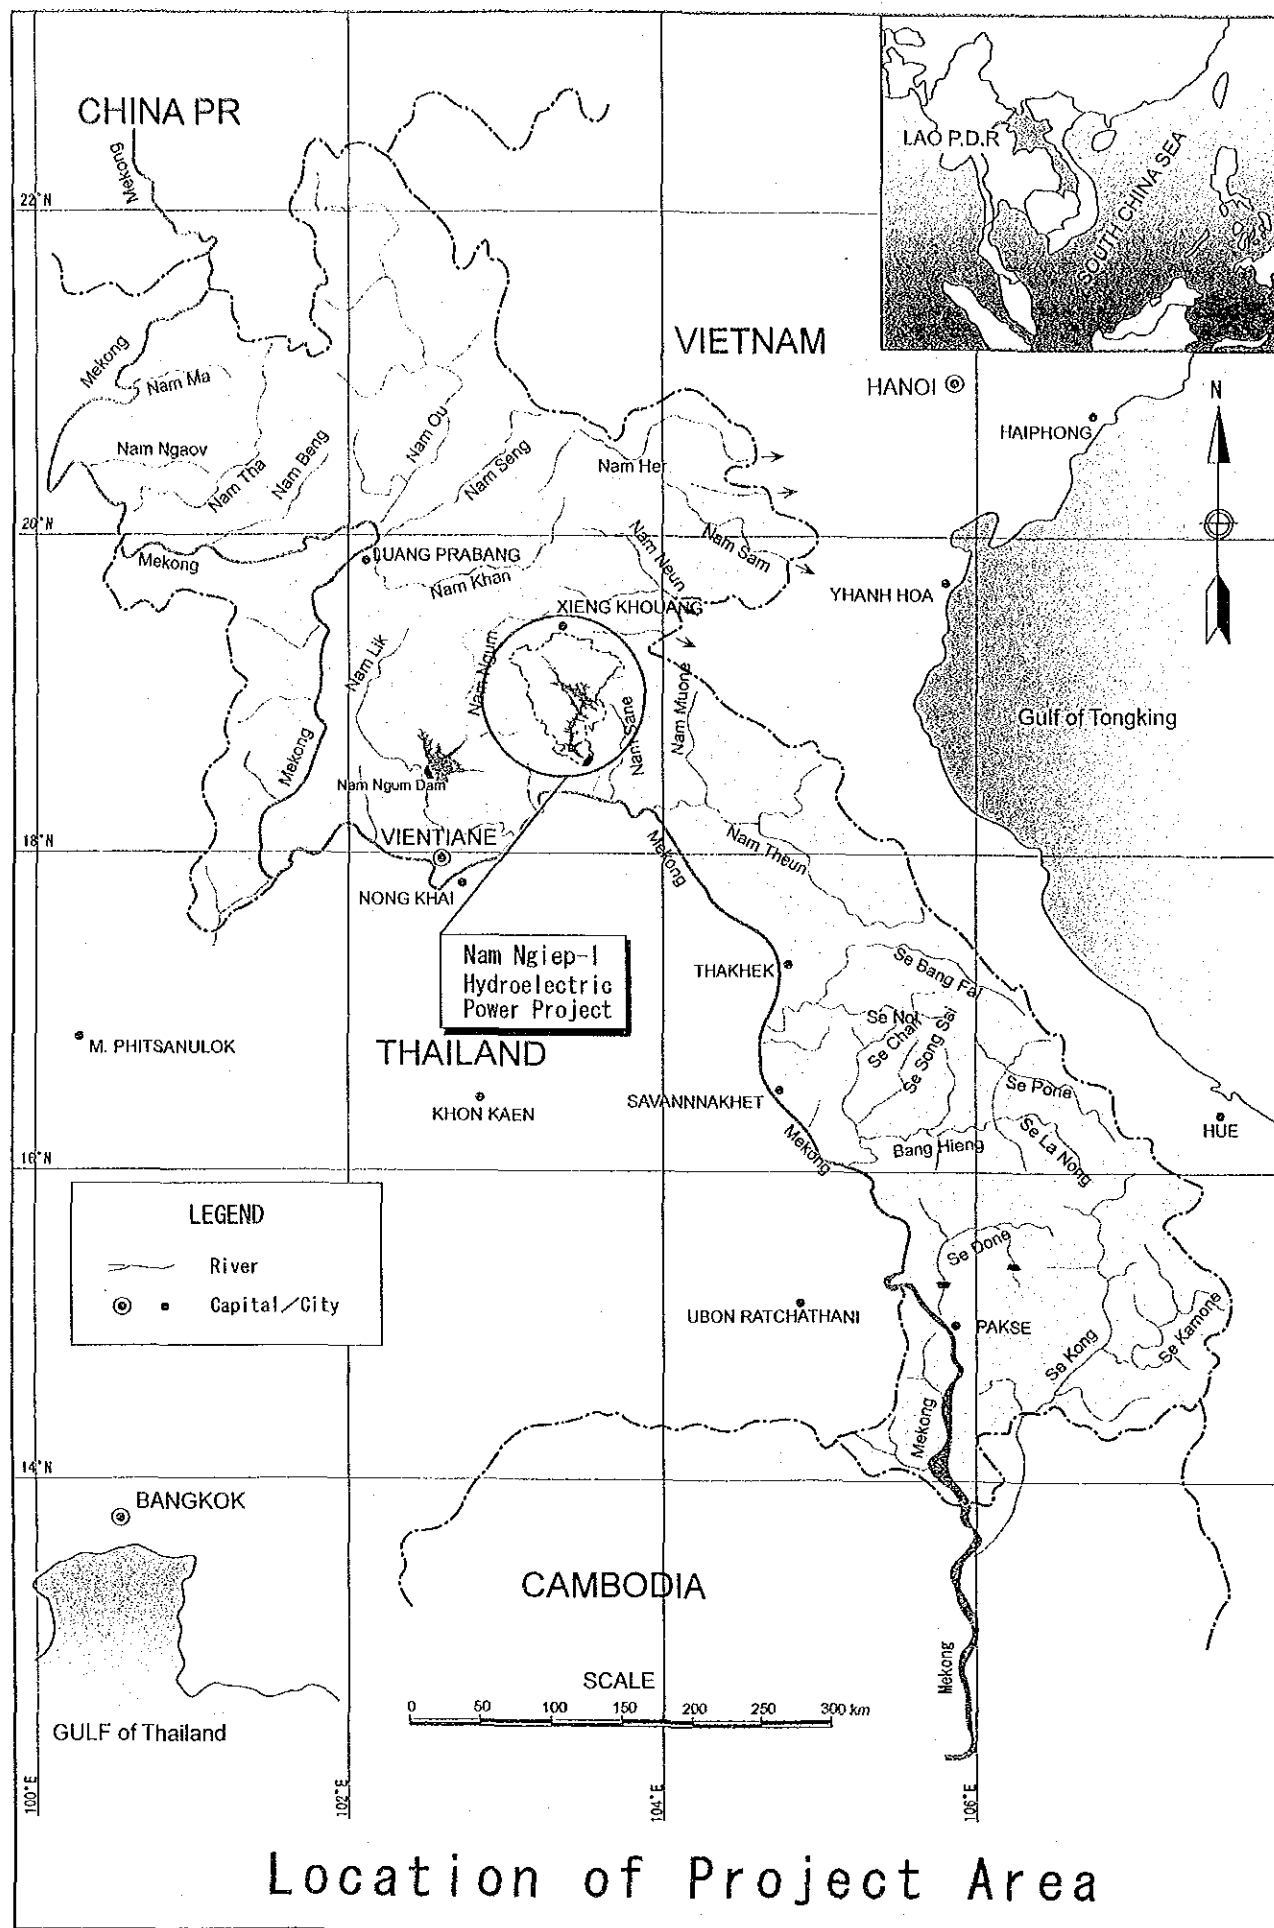 CHINA PR
Mekong
LAO P.D.R
SOUTH CHINA SEA
22°N
VIETNAM
Mekong
Nam Ma
HANOI
N
HAIPHONG
Nam Ou
Nam Ngaov
Nam Tha
Nam Beng
Nam Seng
Nam Her
20°N
Mekong
LUANG PRABANG
Nam Khan
Nam Neun
Nam Sam
YHANH HOA
XIENG KHOUANG
Nam Lik
Nam Ngum
Nam Sane
Nam Muone
Gulf of Tongking
Mekong
Nam Ngum Dam
18°N
VIENTIANE
Mekong
Nam Theun
NONG KHAI
Nam Ngiep-I
Hydroelectric
Power Project
THAKHEK
Se Bang Fai
Se Noi
Se Chan
Se Song Sai
M. PHITSANULOK
THAILAND
KHON KAEN
SAVANNNAKHET
Se Pone
HUE
Mekong
Bang Hieng
Se La Nong
16°N
LEGEND
River
Capital/City
Se Done
UBON RATCHATHANI
PAKSE
Se Kong
Se Kamone
Mekong
14°N
BANGKOK
CAMBODIA
Mekong
SCALE
0 50 100 150 200 250 300 km
GULF of Thailand
100°E
102°E
104°E
106°E
Location of Project Area